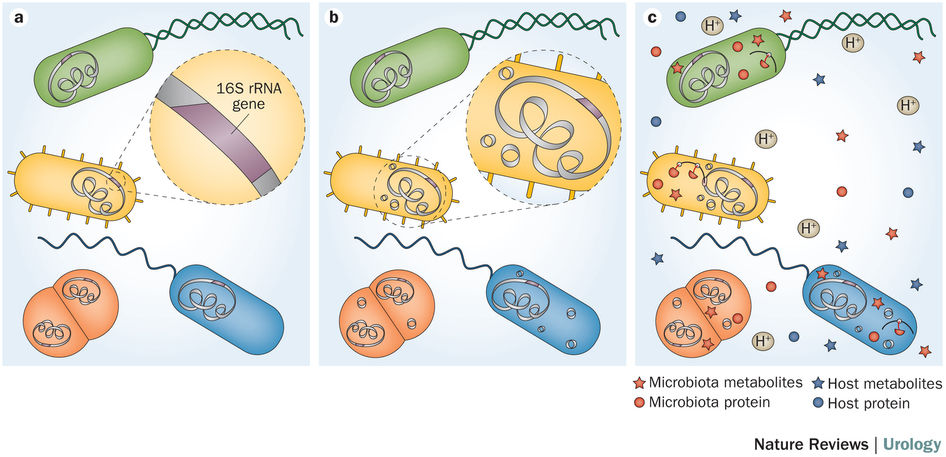 a
b
c
16S rRNA
gene
H+
H+
H+
H+
H+
H+
Microbiota metabolites
Host metabolites
Microbiota protein
Host protein
Nature Reviews | Urology